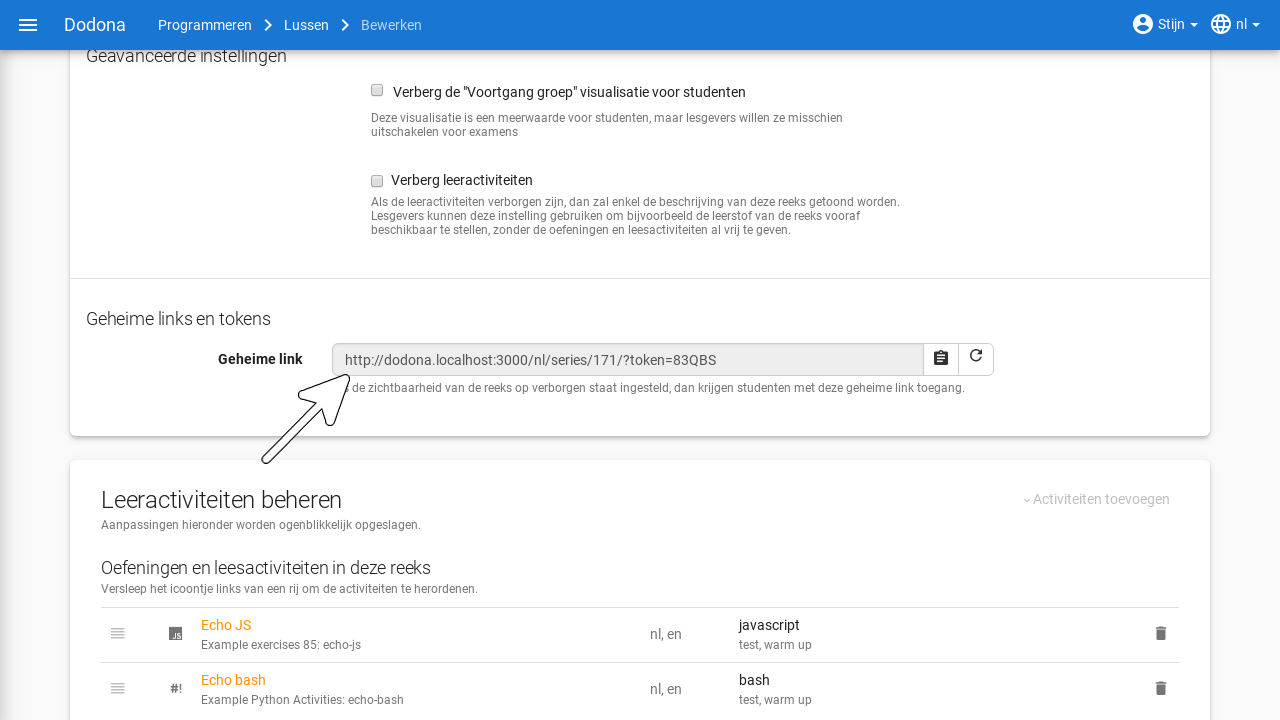 Dodona Programmeren Lussen Bewerken Stijn nl
Geavanceerde instellingen
Verberg de "Voortgang groep" visualisatie voor studenten
Deze visualisatie is een meerwaarde voor studenten, maar lesgevers willen ze misschien
uitschakelen voor examens
Verberg leeractiviteiten
Als de leeractiviteiten verborgen zijn, dan zal enkel de beschrijving van deze reeks getoond worden.
Lesgevers kunnen deze instelling gebruiken om bijvoorbeeld de leerstof van de reeks vooraf
beschikbaar te stellen, zonder de oefeningen en leesactiviteiten al vrij te geven.
Geheime links en tokens
Geheime link http://dodona.localhost:3000/nl/series/171/?token=83QBS
de zichtbaarheid van de reeks op verborgen staat ingesteld, dan krijgen studenten met deze geheime link toegang.
Leeractiviteiten beheren
Activiteiten toevoegen
Aanpassingen hieronder worden ogenblikkelijk opgeslagen.
Oefeningen en leesactiviteiten in deze reeks
Versleep het icoontje links van een rij om de activiteiten te herordenen.
JS Echo JS nl, en javascript
Example exercises 85: echo-js test, warm up
#! Echo bash nl, en bash
Example Python Activities: echo-bash test, warm up